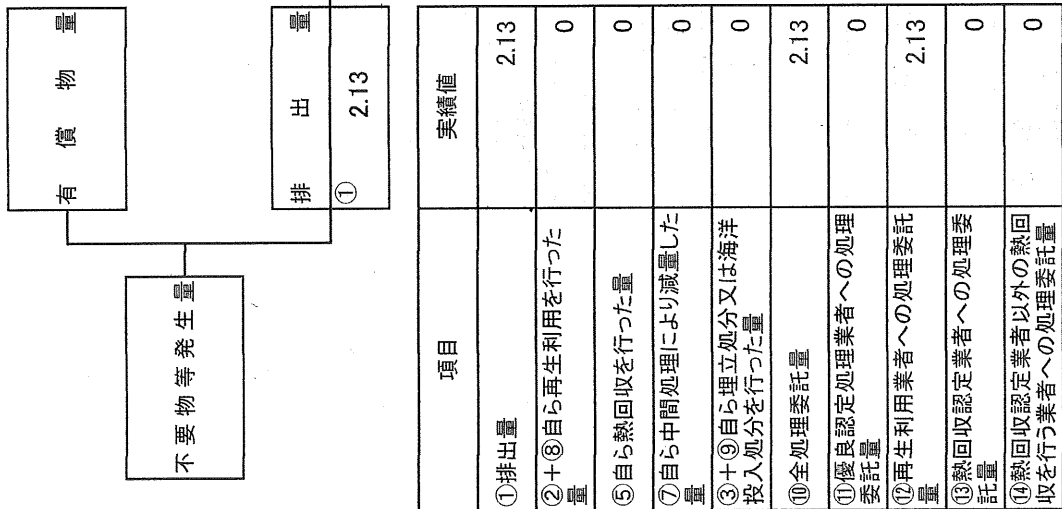 有償物量
不要物等発生量
排出量
①
2.13
項目 実績値
①排出量 2.13
②+⑧自ら再生利用を行った
量 0
⑤自ら熱回収を行った量 0
⑦自ら中間処理により減量した
量 0
③+⑨自ら埋立処分又は海洋
投入処分を行った量 0
⑩全処理委託量 2.13
⑪優良認定処理業者への処理
委託量 0
⑫再生利用業者への処理委託
量 2.13
⑬熱回収認定業者への処理委
託量 0
⑭熱回収認定業者以外の熱回
収を行う業者への処理委託量 0